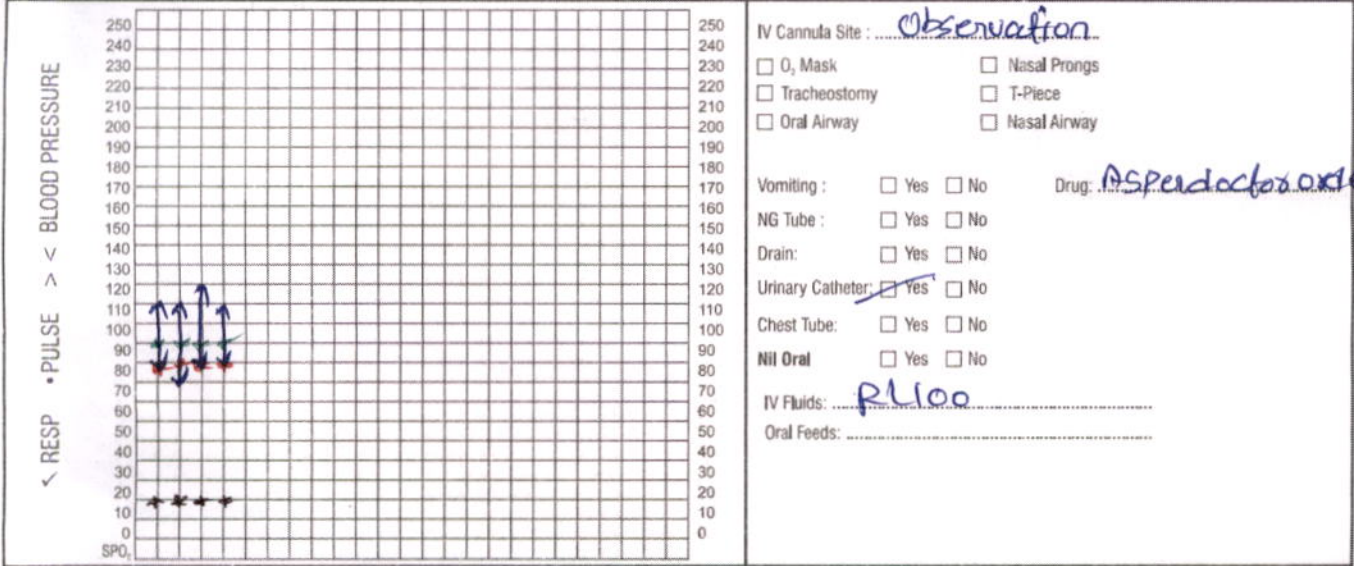 < RESP • PULSE > < BLOOD PRESSURE
250 250
240 240
230 230
220 220
210 210
200 200
190 190
180 180
170 170
160 160
150 150
140 140
130 130
120 120
110 110
100 100
90 90
80 80
70 70
60 60
50 50
40 40
30 30
20 20
10 10
0 0
SPO₂
IV Cannula Site : Observation
☐ O₂ Mask ☐ Nasal Prongs
☐ Tracheostomy ☐ T-Piece
☐ Oral Airway ☐ Nasal Airway
Vomiting : ☐ Yes ☐ No Drug: Asperdoctor
NG Tube : ☐ Yes ☐ No
Drain: ☐ Yes ☐ No
Urinary Catheter: ☐ Yes ☐ No
Chest Tube: ☐ Yes ☐ No
Nil Oral ☐ Yes ☐ No
IV Fluids: RL100
Oral Feeds: